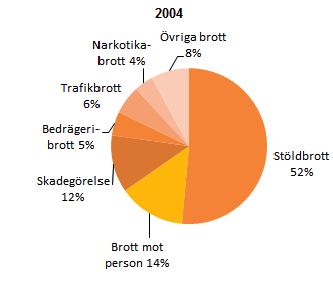 2004
Övriga brott
8%
Narkotika-
brott 4%
Trafikbrott
6%
Bedrägeri-
brott 5%
Skadegörelse
12%
Brott mot
person 14%
Stöldbrott
52%